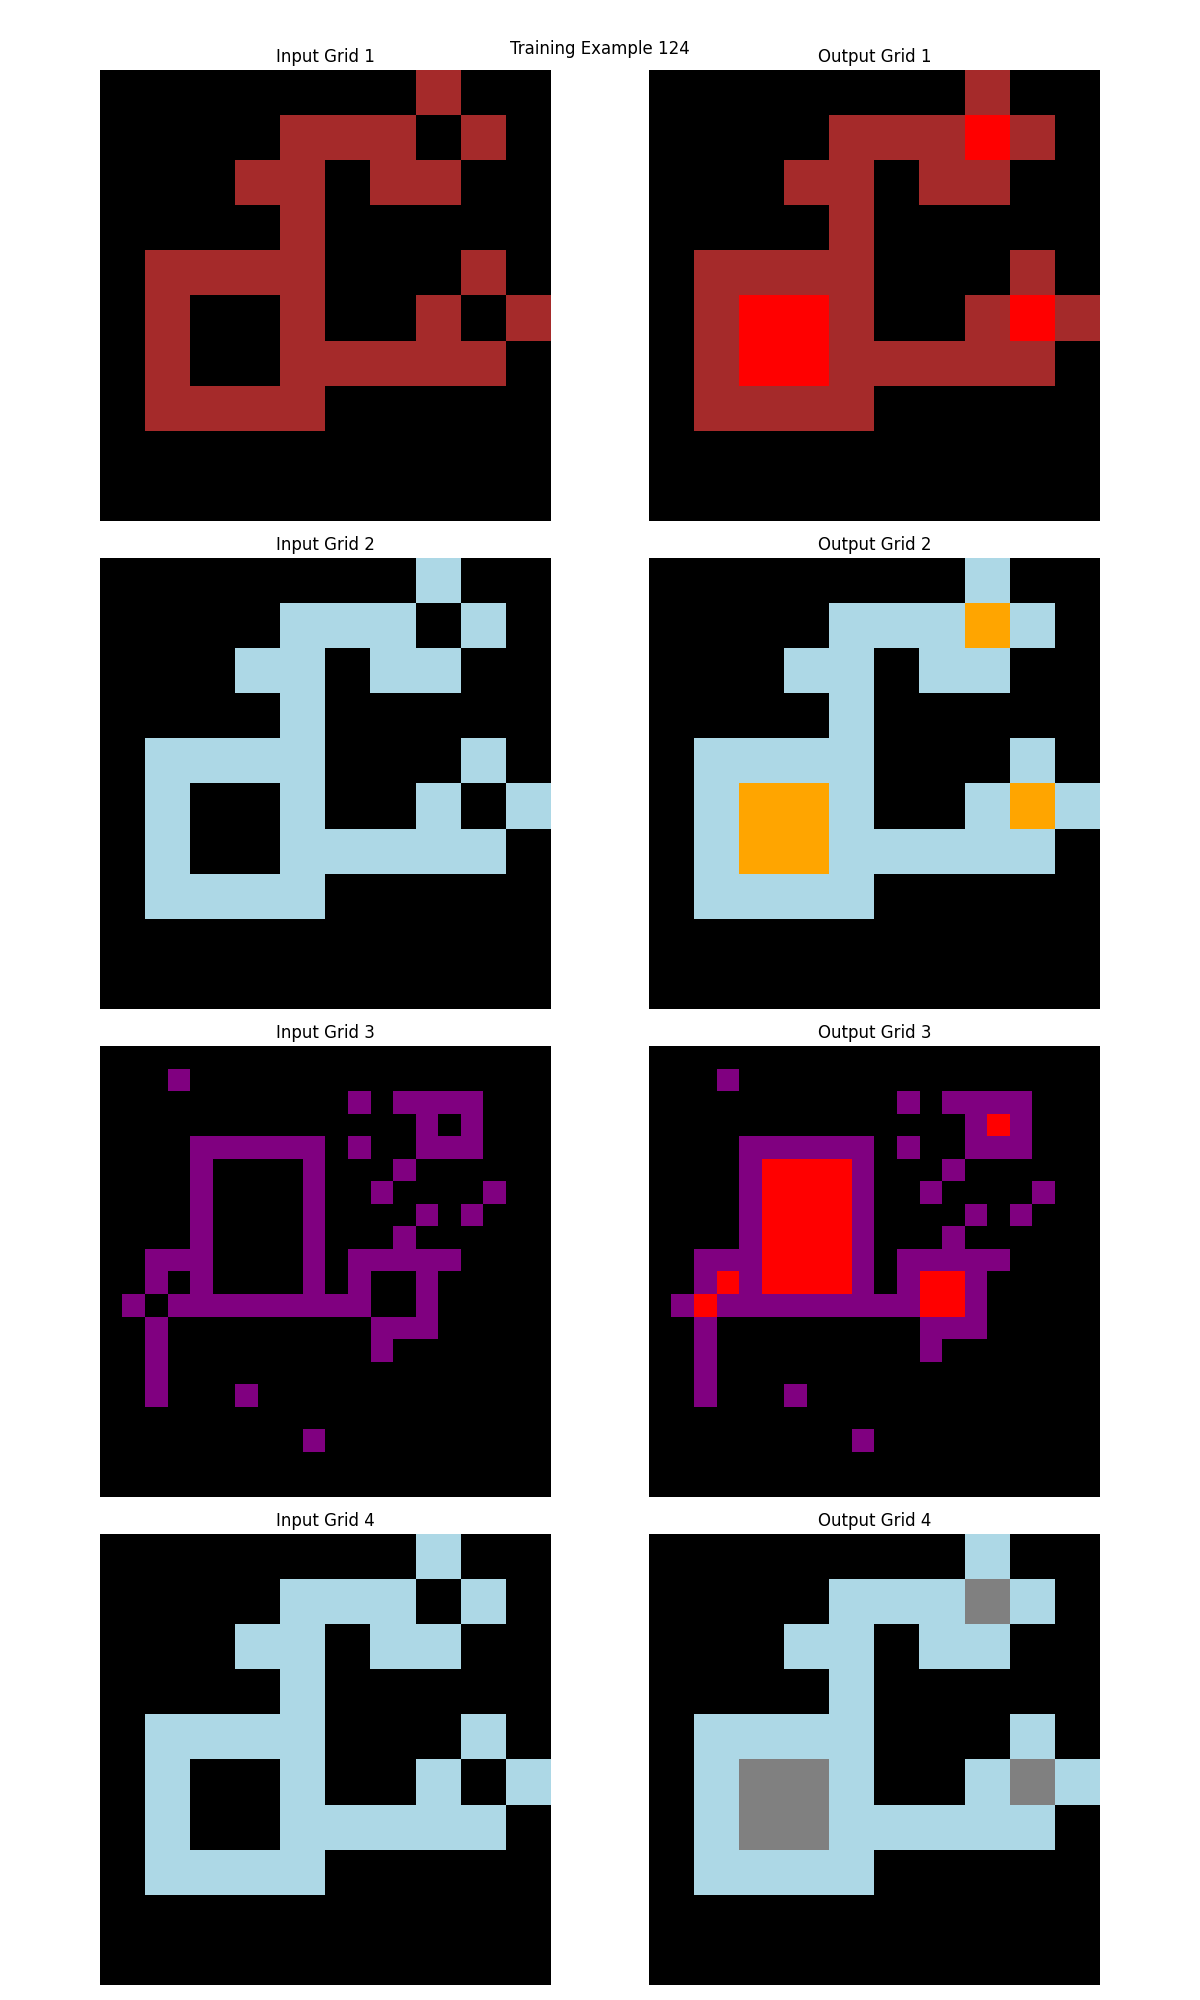 Training Example 124
Input Grid 1
Output Grid 1
Input Grid 2
Output Grid 2
Input Grid 3
Output Grid 3
Input Grid 4
Output Grid 4